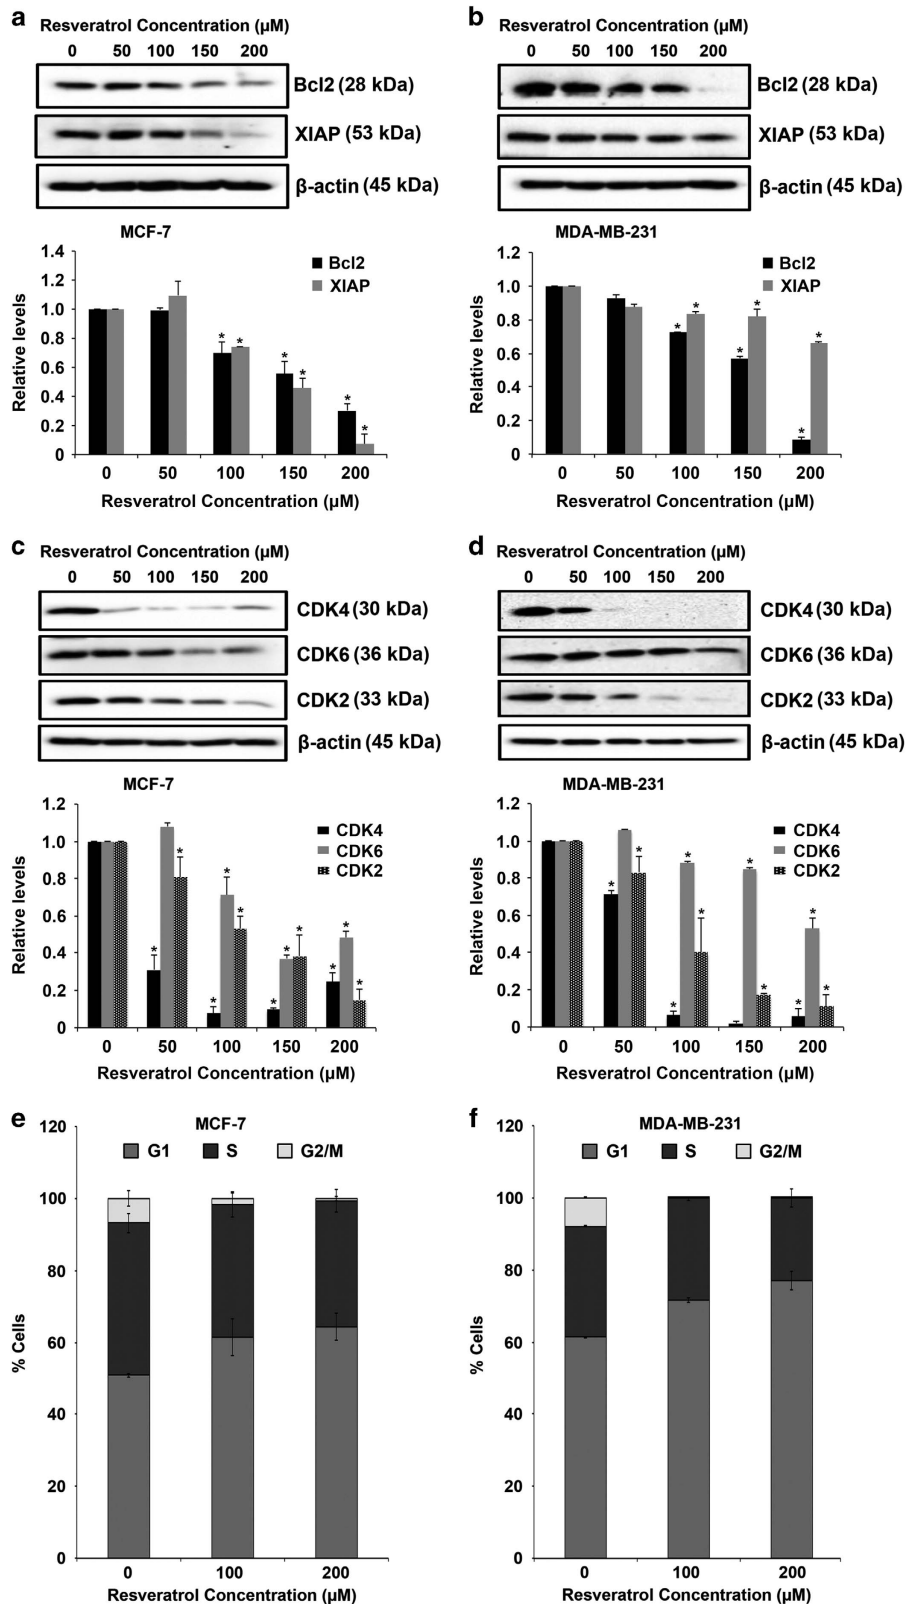 a
Resveratrol Concentration (µM)
0 50 100 150 200
Bcl2 (28 kDa)
XIAP (53 kDa)
β-actin (45 kDa)
MCF-7
Bcl2
XIAP
Relative levels
1.4
1.2
1.0
0.8
0.6
0.4
0.2
0
* * * * * *
0 50 100 150 200
Resveratrol Concentration (µM)
b
Resveratrol Concentration (µM)
0 50 100 150 200
Bcl2 (28 kDa)
XIAP (53 kDa)
β-actin (45 kDa)
MDA-MB-231
Bcl2
XIAP
Relative levels
1.2
1.0
0.8
0.6
0.4
0.2
0
* * * * * *
0 50 100 150 200
Resveratrol Concentration (µM)
c
Resveratrol Concentration (µM)
0 50 100 150 200
CDK4 (30 kDa)
CDK6 (36 kDa)
CDK2 (33 kDa)
β-actin (45 kDa)
MCF-7
CDK4
CDK6
CDK2
Relative levels
1.2
1.0
0.8
0.6
0.4
0.2
0
* * * * * * * * * * *
0 50 100 150 200
Resveratrol Concentration (µM)
d
Resveratrol Concentration (µM)
0 50 100 150 200
CDK4 (30 kDa)
CDK6 (36 kDa)
CDK2 (33 kDa)
β-actin (45 kDa)
MDA-MB-231
CDK4
CDK6
CDK2
Relative levels
1.2
1.0
0.8
0.6
0.4
0.2
0
* * * * * * * * * *
0 50 100 150 200
Resveratrol Concentration (µM)
e
MCF-7
G1 S G2/M
% Cells
120
100
80
60
40
20
0
0 100 200
Resveratrol Concentration (µM)
f
MDA-MB-231
G1 S G2/M
% Cells
120
100
80
60
40
20
0
0 100 200
Resveratrol Concentration (µM)